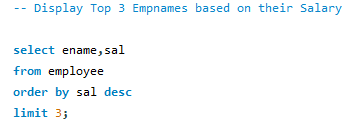 -- Display Top 3 Empnames based on their Salary
select ename,sal
from employee
order by sal desc
limit 3;